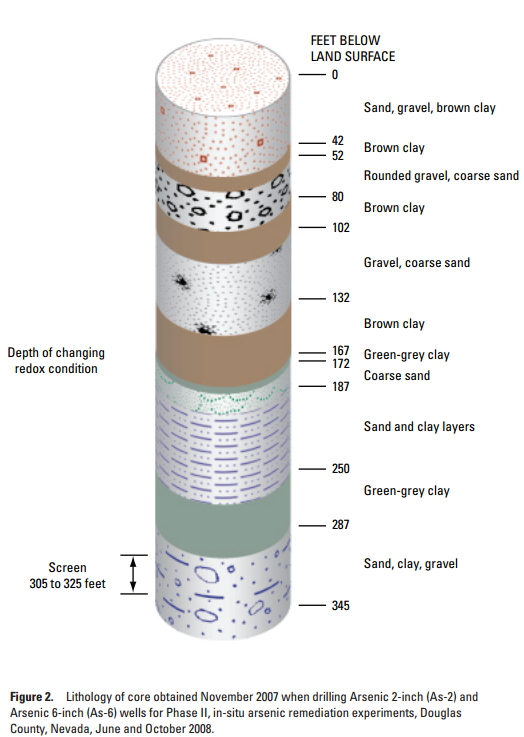 FEET BELOW
LAND SURFACE
0
Sand, gravel, brown clay
42
Brown clay
52
Rounded gravel, coarse sand
80
Brown clay
102
Gravel, coarse sand
132
Brown clay
167
Depth of changing
redox condition
Green-grey clay
172
Coarse sand
187
Sand and clay layers
250
Green-grey clay
287
Sand, clay, gravel
Screen
305 to 325 feet
345
Figure 2. Lithology of core obtained November 2007 when drilling Arsenic 2-inch (As-2) and
Arsenic 6-inch (As-6) wells for Phase II, in-situ arsenic remediation experiments, Douglas
County, Nevada, June and October 2008.